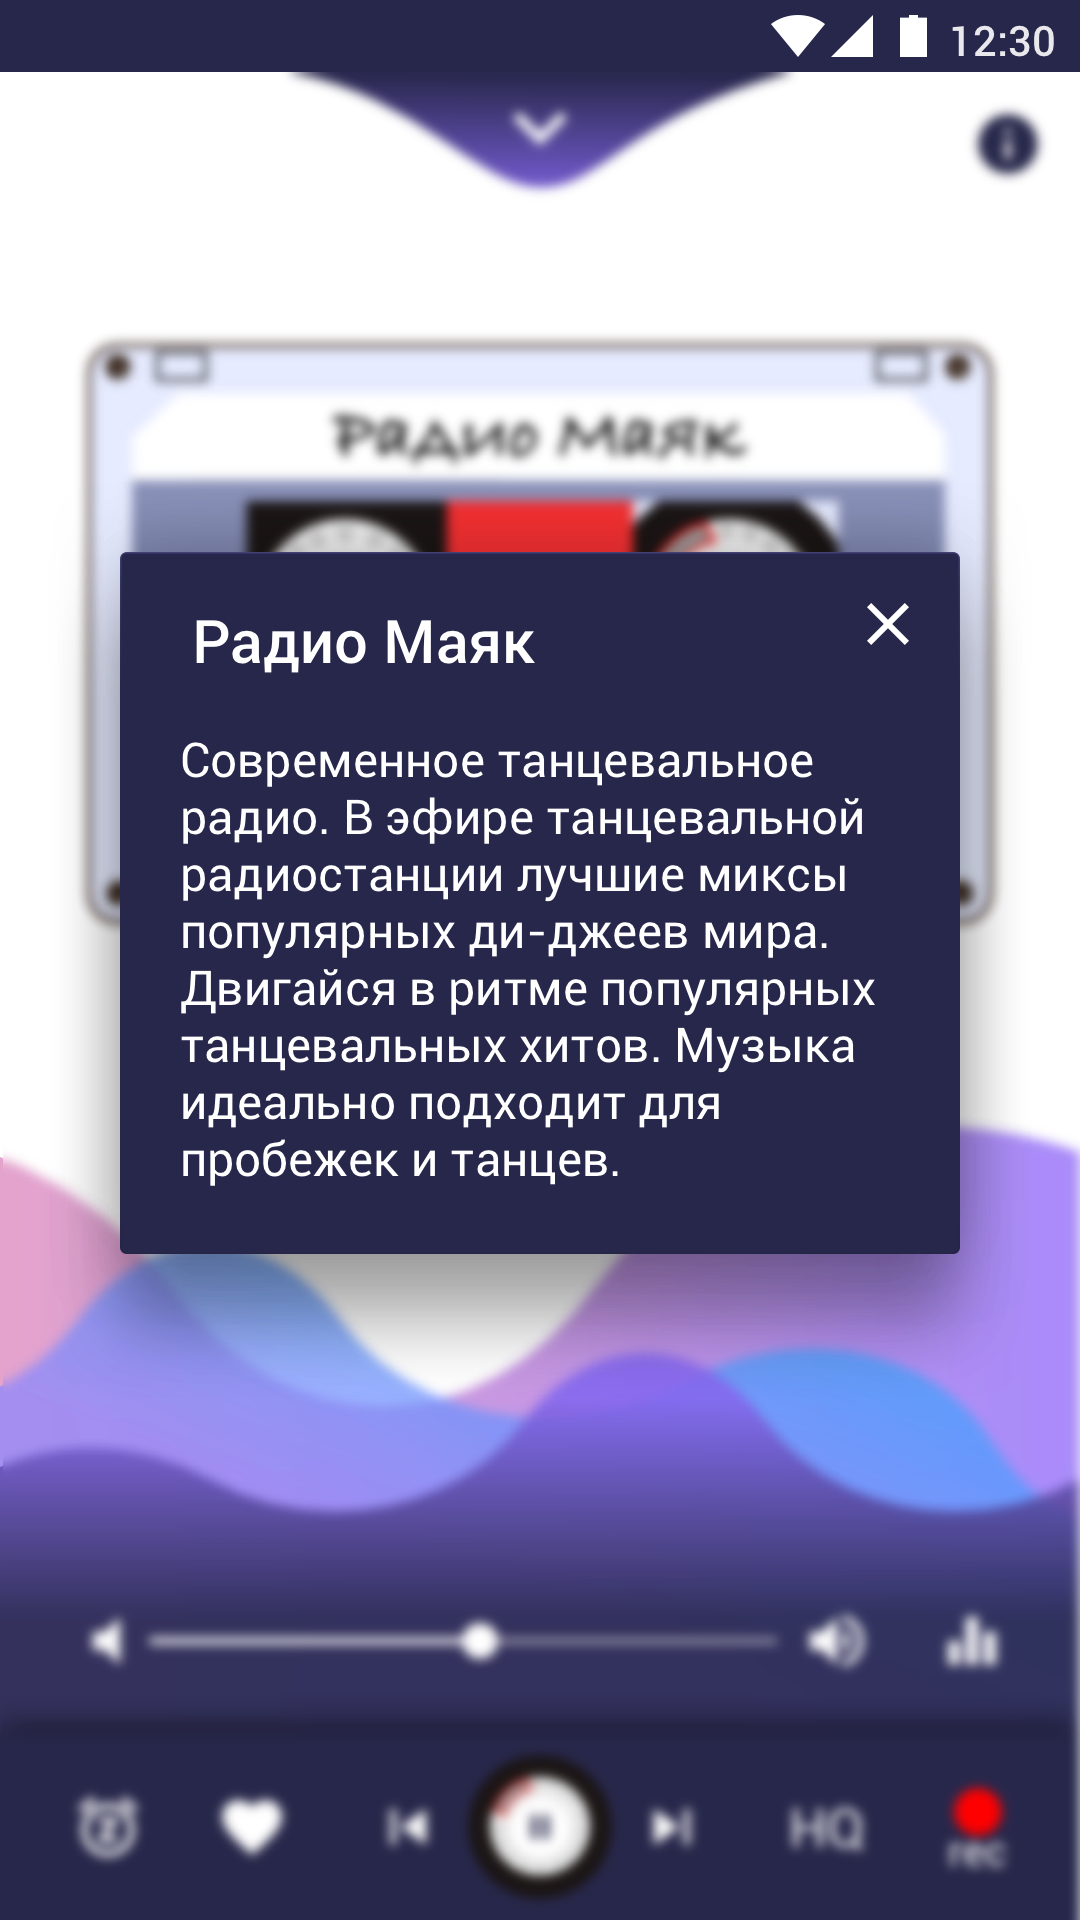 12:30
Радио Маяк
Радио Маяк
Современное танцевальное
радио. В эфире танцевальной
радиостанции лучшие миксы
популярных ди-джеев мира.
Двигайся в ритме популярных
танцевальных хитов. Музыка
идеально подходит для
пробежек и танцев.
HQ
rec